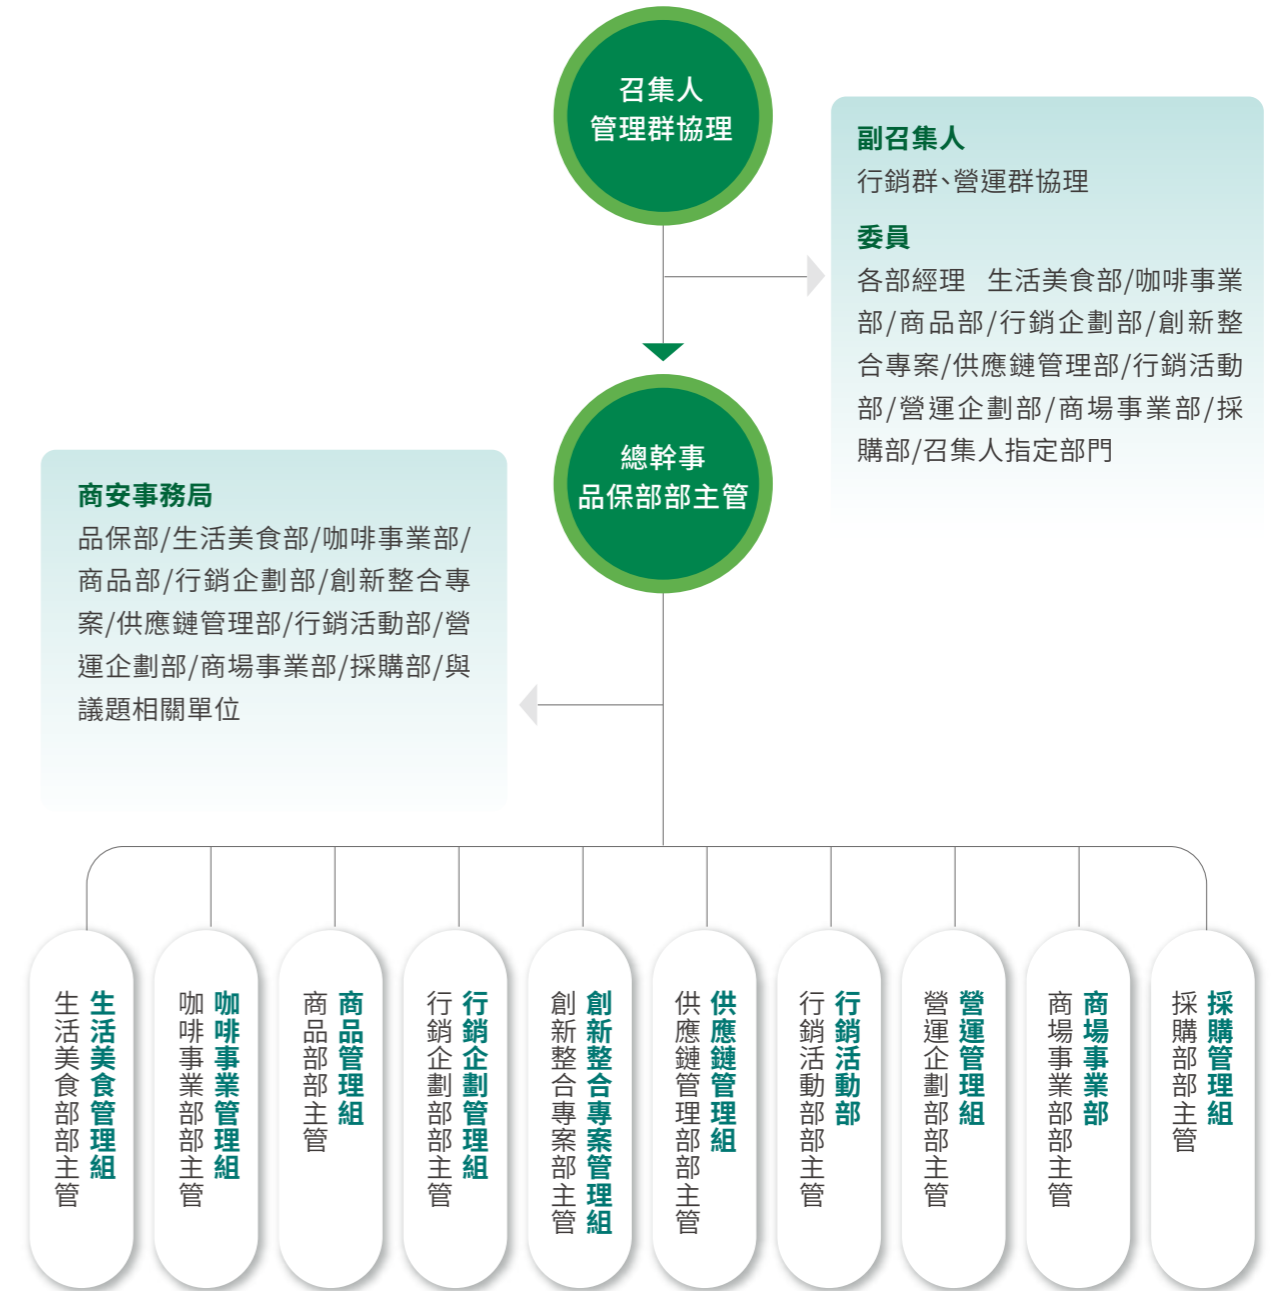 召集人
管理群協理
副召集人
行銷群、營運群協理
委員
各部經理 生活美食部/咖啡事業
部/商品部/行銷企劃部/創新整
合專案/供應鏈管理部/行銷活動
部/營運企劃部/商場事業部/採
購部/召集人指定部門
總幹事
品保部部主管
商安事務局
品保部/生活美食部/咖啡事業部/
商品部/行銷企劃部/創新整合專
案/供應鏈管理部/行銷活動部/營
運企劃部/商場事業部/採購部/與
議題相關單位
生活美食管理組
生活美食部部主管
咖啡事業管理組
咖啡事業部部主管
商品管理組
商品部部主管
行銷企劃管理組
行銷企劃部部主管
創新整合專案管理組
創新整合專案部主管
供應鏈管理組
供應鏈管理部部主管
行銷活動部
行銷活動部部主管
營運管理組
營運企劃部部主管
商場事業部
商場事業部部主管
採購管理組
採購部部主管